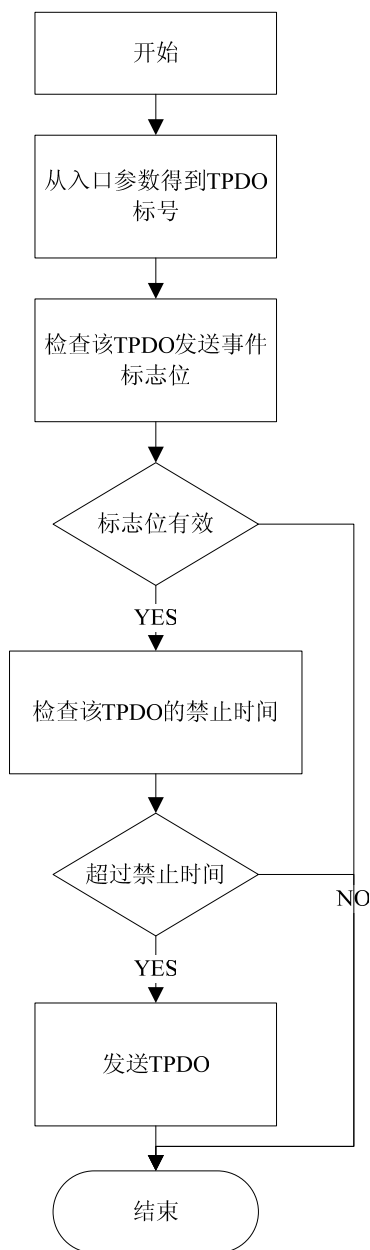 开始
从入口参数得到TPDO
标号
检查该TPDO发送事件
标志位
标志位有效
YES
检查该TPDO的禁止时间
超过禁止时间
NO
YES
发送TPDO
结束